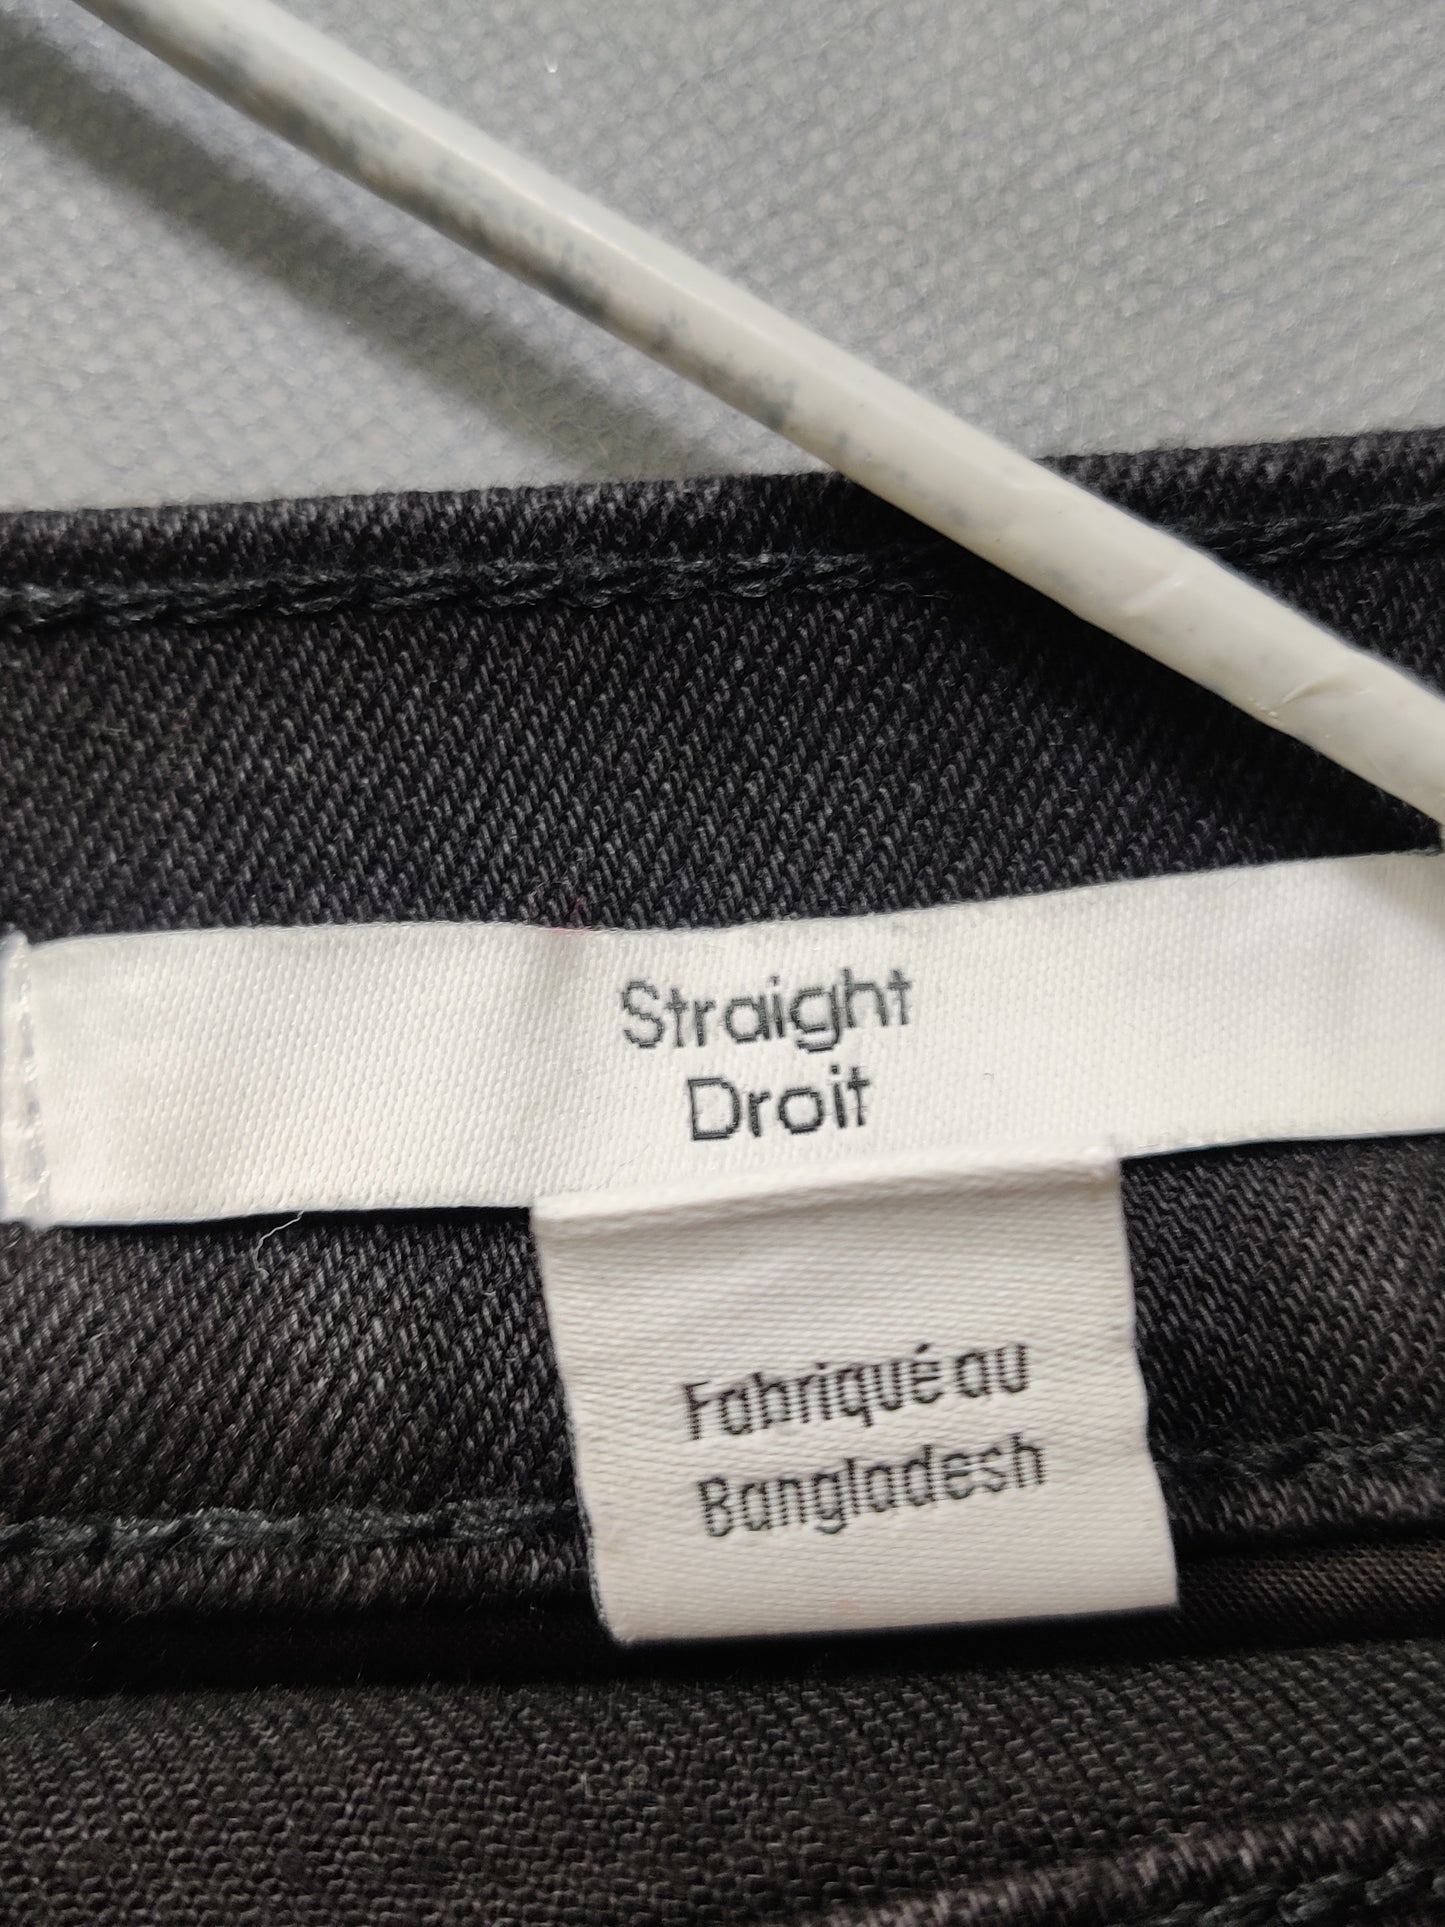 Straight
Droit
Fabriqué au
Bangladesh